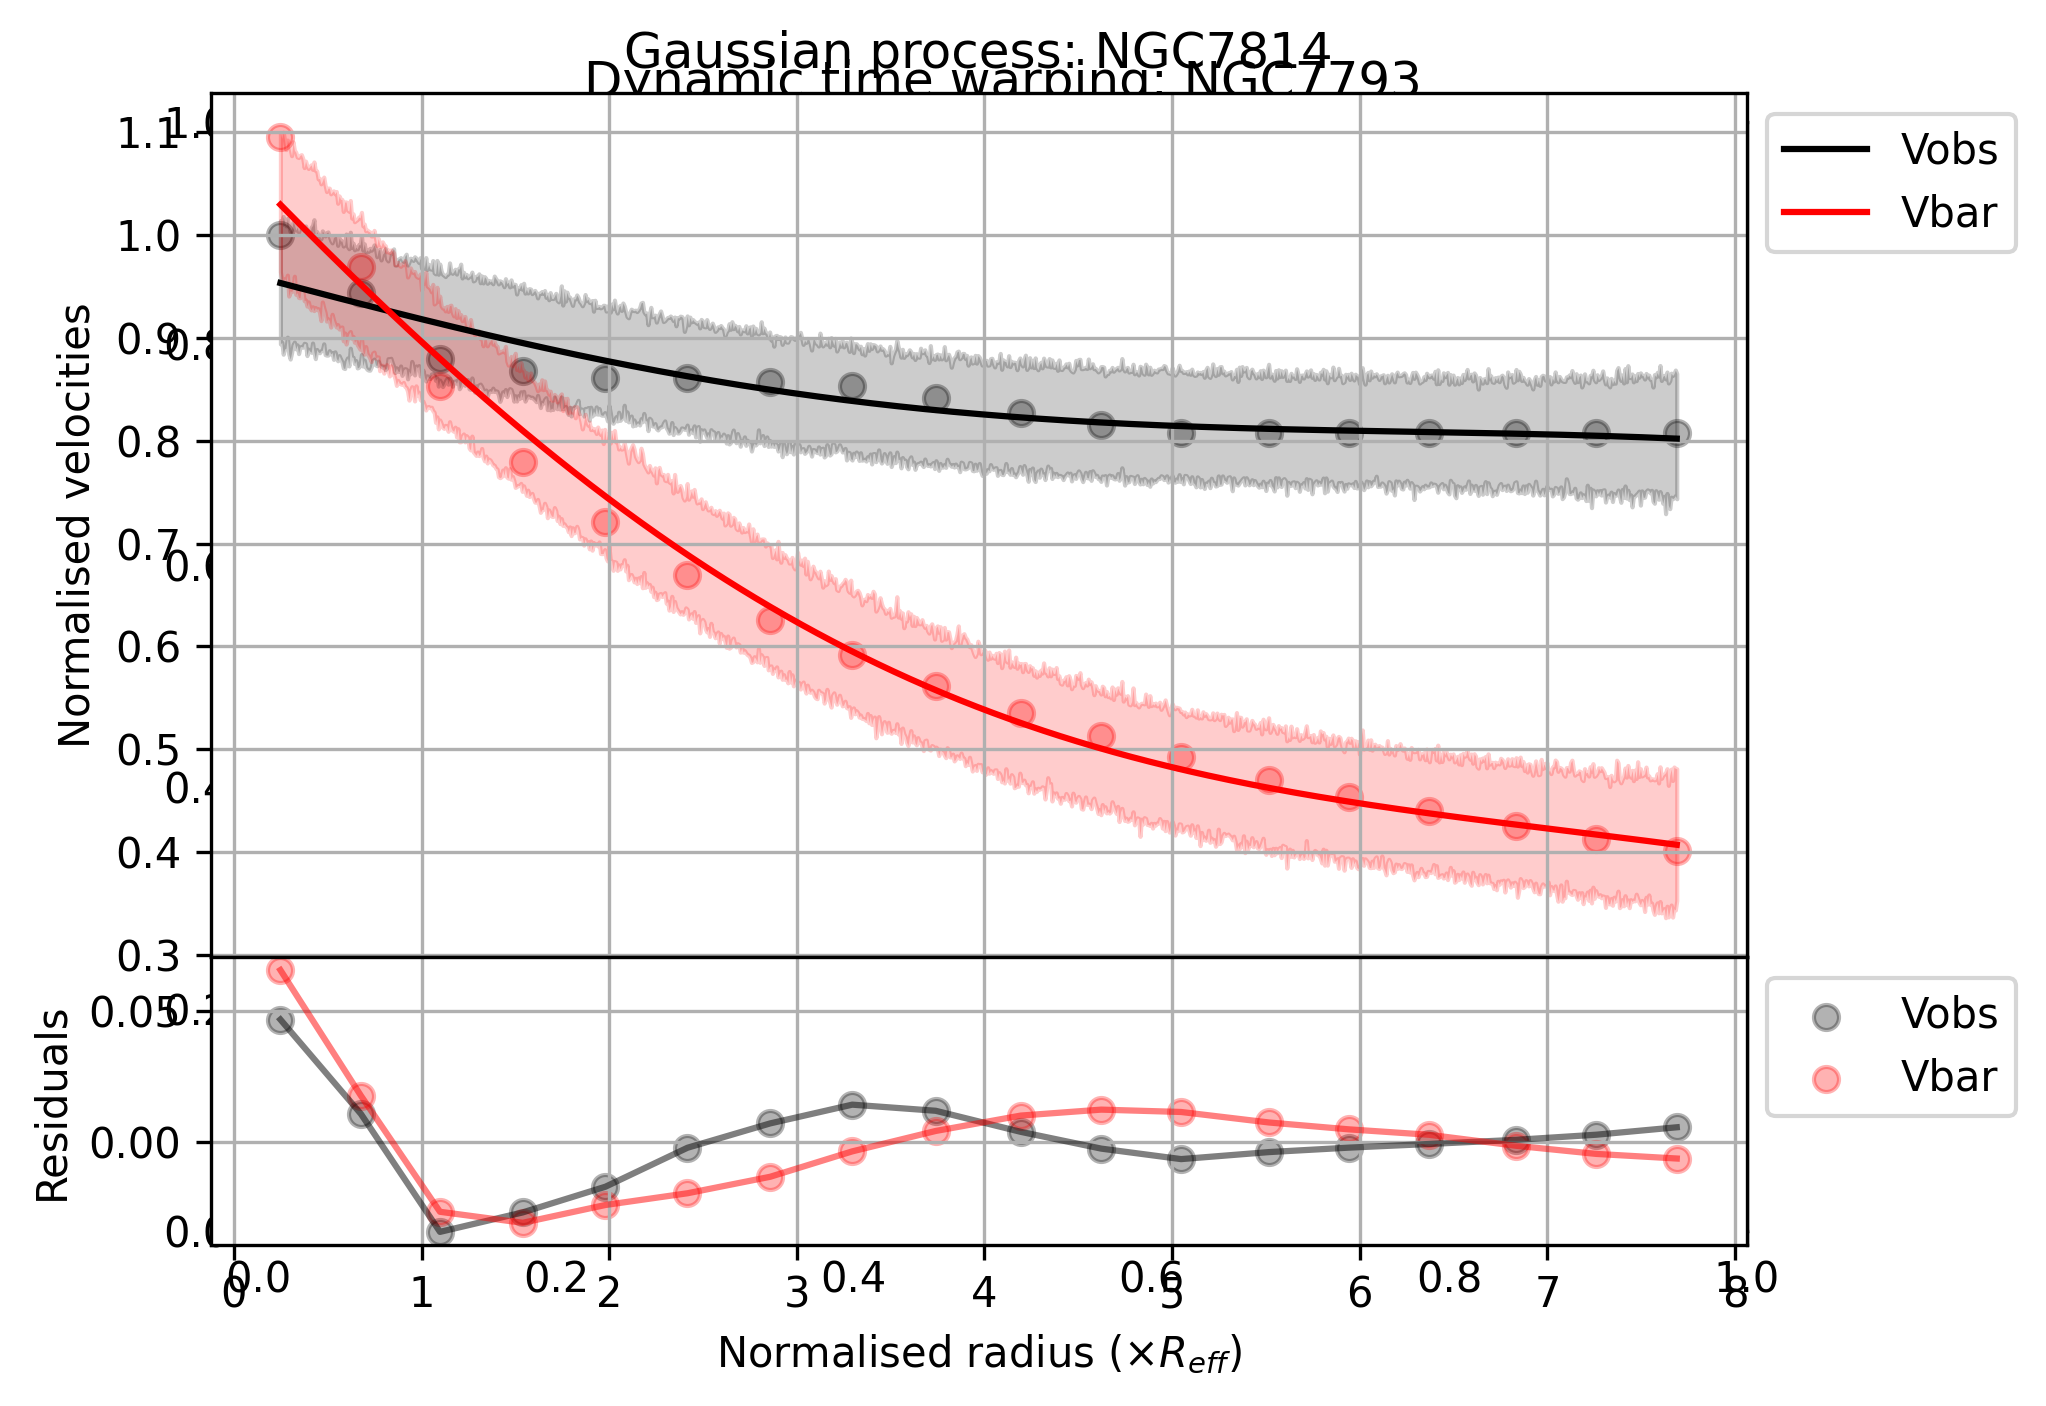 Gaussian process: NGC7814
Dynamic time warping: NGC7793
Normalised velocities
1.1
1.0
0.9
0.8
0.7
0.6
0.5
0.4
0.3
Vobs
Vbar
Residuals
0.05
0.00
Vobs
Vbar
0.0 0.2 0.4 0.6 0.8 1.0
0 1 2 3 4 5 6 7 8
Normalised radius (×R_eff)